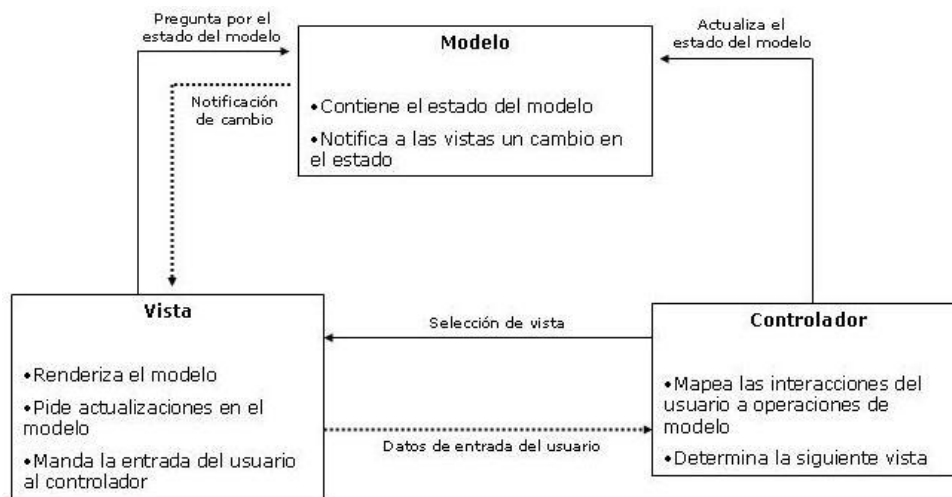 Pregunta por el
estado del modelo
Actualiza el
estado del modelo
Modelo
•Contiene el estado del modelo
•Notifica a las vistas un cambio en
el estado
Notificación
de cambio
Vista
•Renderiza el modelo
•Pide actualizaciones en el
modelo
•Manda la entrada del usuario
al controlador
Selección de vista
Datos de entrada del usuario
Controlador
•Mapea las interacciones del
usuario a operaciones de
modelo
•Determina la siguiente vista